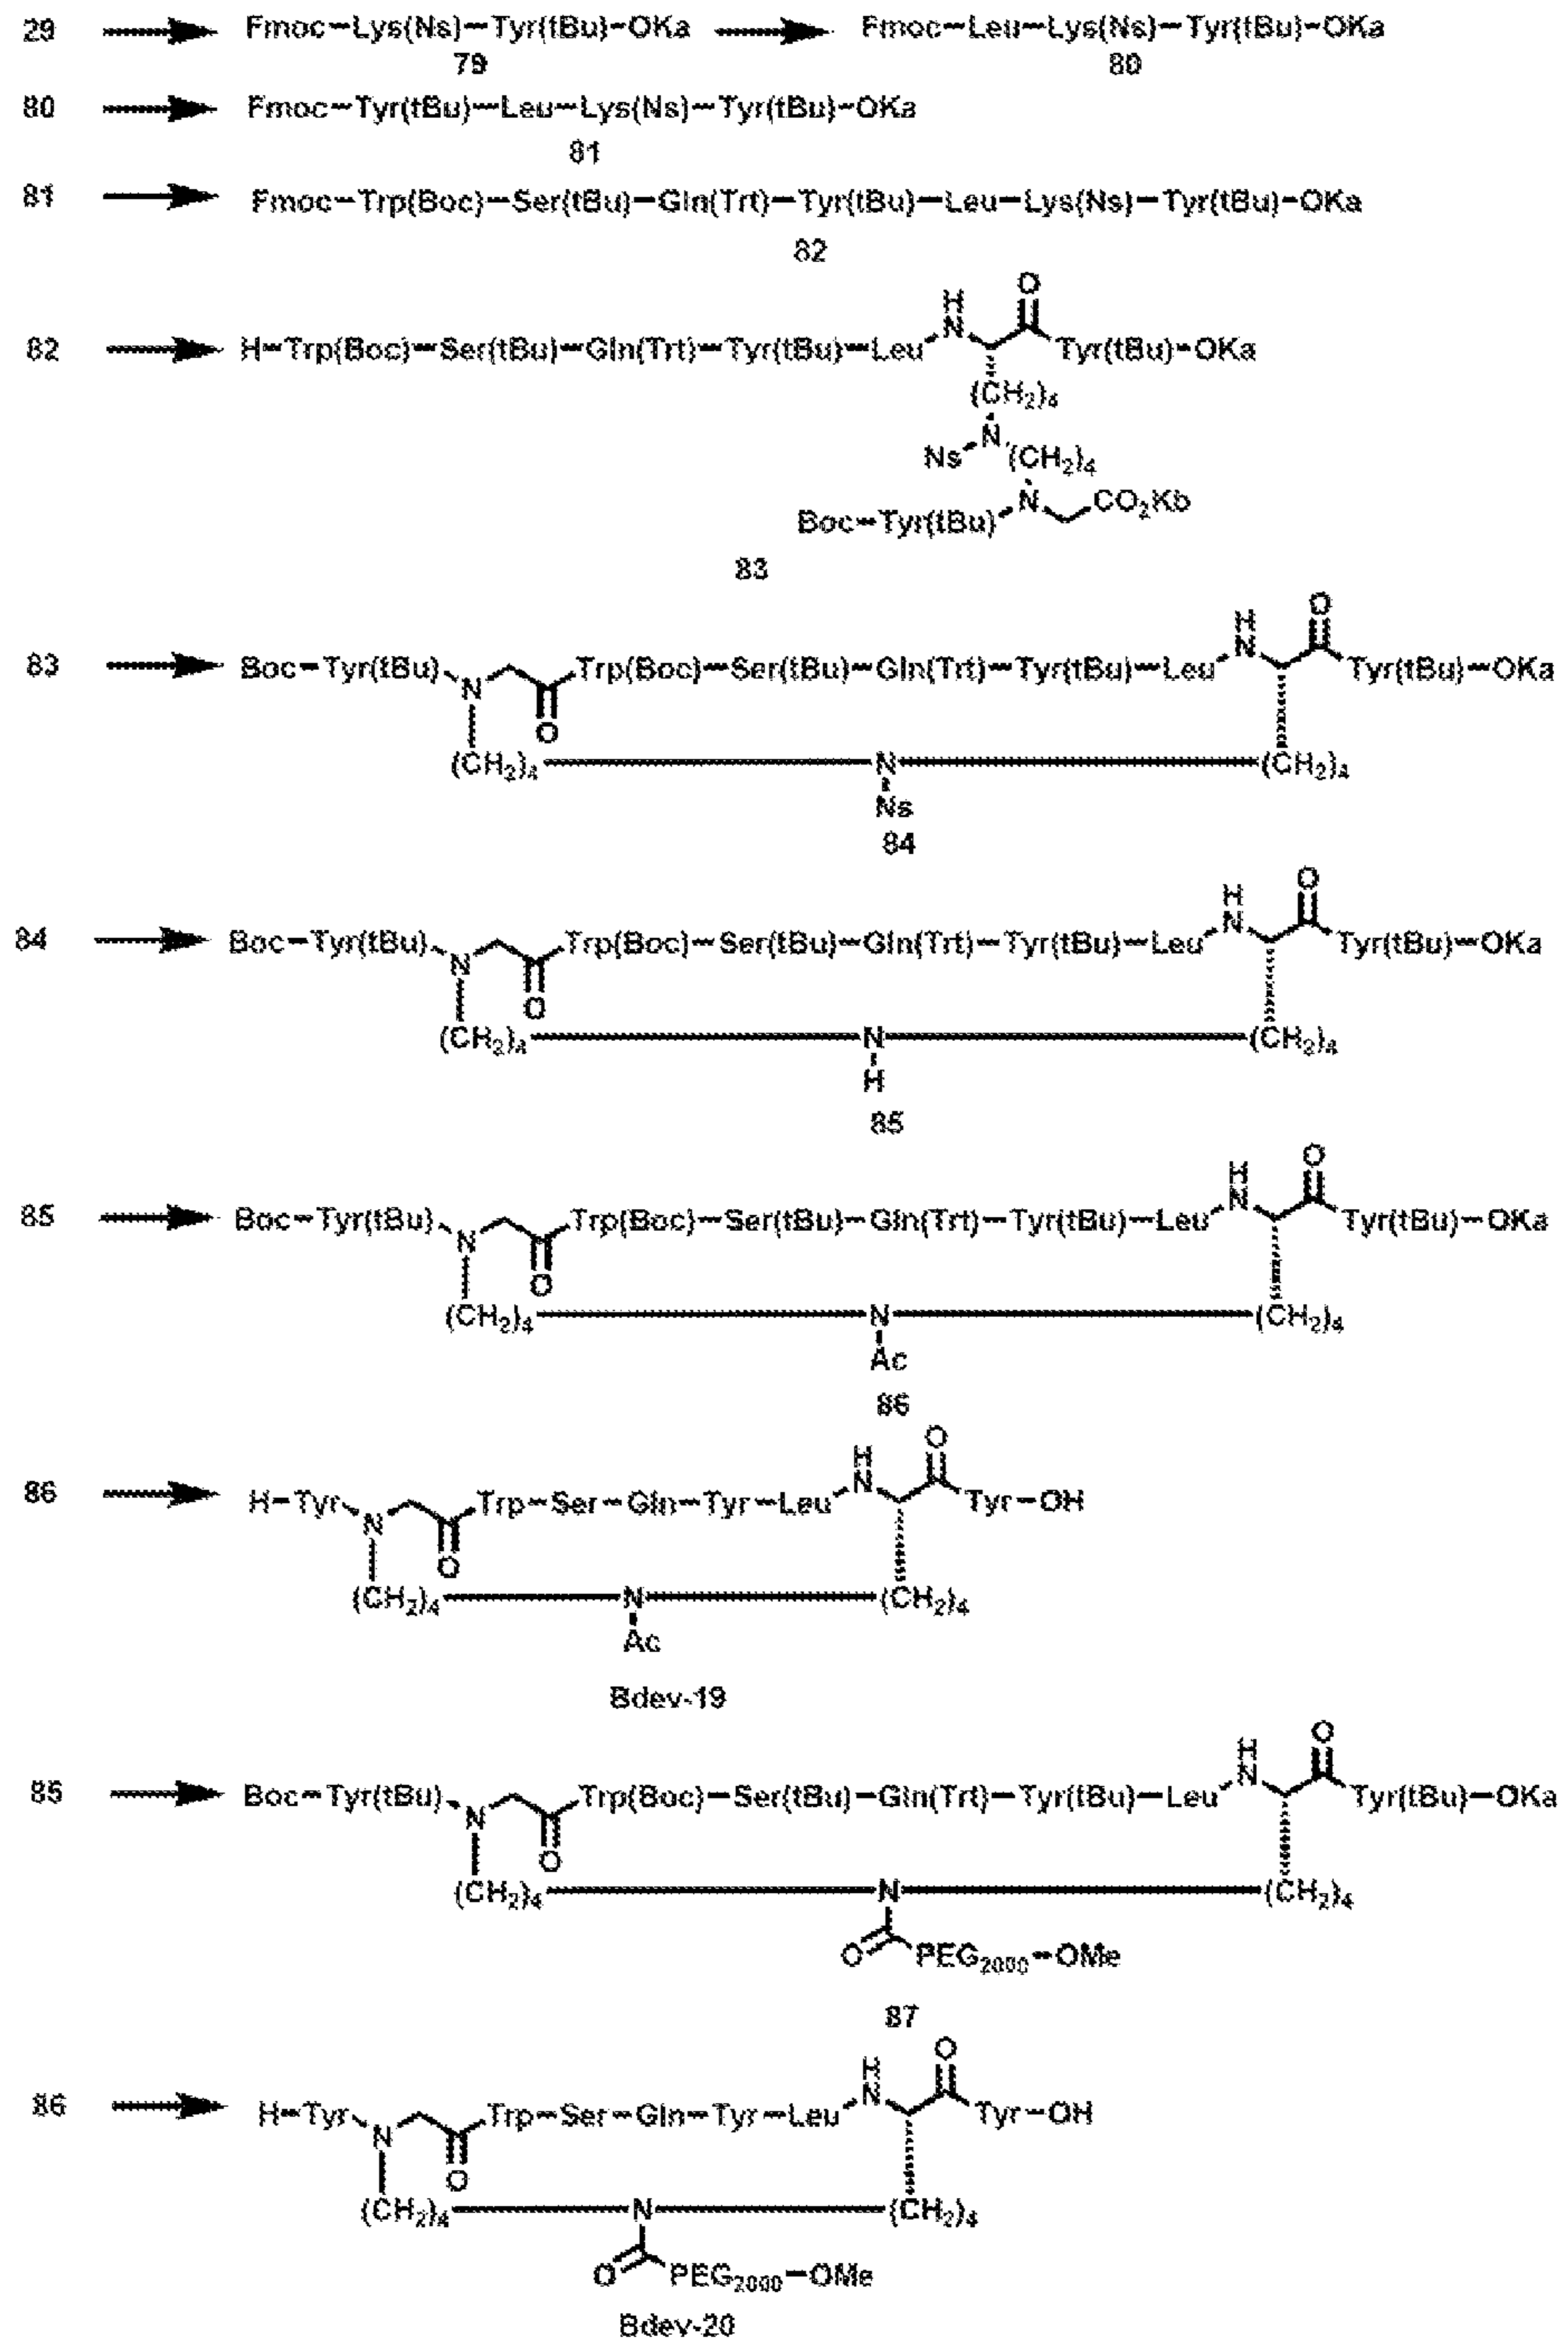 29 Fmoc-Lys(Ns)-Tyr(tBu)-OKa Fmoc-Leu-Lys(Ns)-Tyr(tBu)-OKa
79 80
80 Fmoc-Tyr(tBu)-Leu-Lys(Ns)-Tyr(tBu)-OKa
81
81 Fmoc-Trp(Boc)-Ser(tBu)-Gln(Trt)-Tyr(tBu)-Leu-Lys(Ns)-Tyr(tBu)-OKa
82
H O
82 H-Trp(Boc)-Ser(tBu)-Gln(Trt)-Tyr(tBu)-Leu N Tyr(tBu)-OKa
(CH2)4
N
Ns (CH2)4
N CO2Kb
Boc-Tyr(tBu)
83
H O
83 Boc-Tyr(tBu) N Trp(Boc)-Ser(tBu)-Gln(Trt)-Tyr(tBu)-Leu N Tyr(tBu)-OKa
O
(CH2)4 N (CH2)4
Ns
84
H O
84 Boc-Tyr(tBu) N Trp(Boc)-Ser(tBu)-Gln(Trt)-Tyr(tBu)-Leu N Tyr(tBu)-OKa
O
(CH2)4 N (CH2)4
H
85
H O
85 Boc-Tyr(tBu) N Trp(Boc)-Ser(tBu)-Gln(Trt)-Tyr(tBu)-Leu N Tyr(tBu)-OKa
O
(CH2)4 N (CH2)4
Ac
86
H O
86 H-Tyr N Trp-Ser-Gln-Tyr-Leu N Tyr-OH
O
(CH2)4 N (CH2)4
Ac
Bdev-19
H O
85 Boc-Tyr(tBu) N Trp(Boc)-Ser(tBu)-Gln(Trt)-Tyr(tBu)-Leu N Tyr(tBu)-OKa
O
(CH2)4 N (CH2)4
O PEG2000-OMe
87
H O
86 H-Tyr N Trp-Ser-Gln-Tyr-Leu N Tyr-OH
O
(CH2)4 N (CH2)4
O PEG2000-OMe
Bdev-20